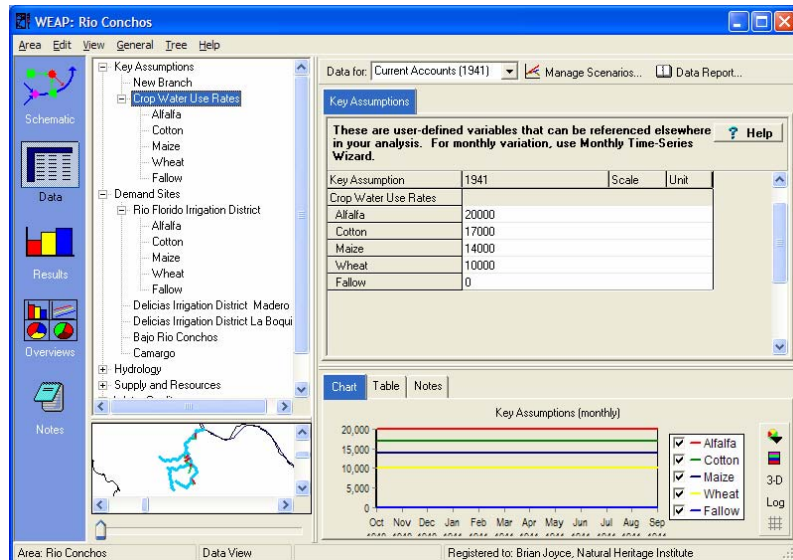 WEAP: Rio Conchos
Area Edit View General Tree Help
Schematic
Data
Results
Overviews
Notes
Key Assumptions
New Branch
Crop Water Use Rates
Alfalfa
Cotton
Maize
Wheat
Fallow
Demand Sites
Rio Florido Irrigation District
Alfalfa
Cotton
Maize
Wheat
Fallow
Delicias Irrigation District Madero
Delicias Irrigation District La Boqui
Bajo Rio Conchos
Camargo
Hydrology
Supply and Resources
Data for: Current Accounts (1941) Manage Scenarios... Data Report...
Key Assumptions
These are user-defined variables that can be referenced elsewhere
in your analysis. For monthly variation, use Monthly Time-Series
Wizard.
? Help
Key Assumption 1941 Scale Unit
Crop Water Use Rates
Alfalfa 20000
Cotton 17000
Maize 14000
Wheat 10000
Fallow 0
Chart Table Notes
Key Assumptions (monthly)
20,000
15,000
10,000
5,000
0
Oct Nov Dec Jan Feb Mar Apr May Jun Jul Aug Sep
Alfalfa
Cotton
Maize
Wheat
Fallow
3-D
Log
Area: Rio Conchos Data View Registered to: Brian Joyce, Natural Heritage Institute